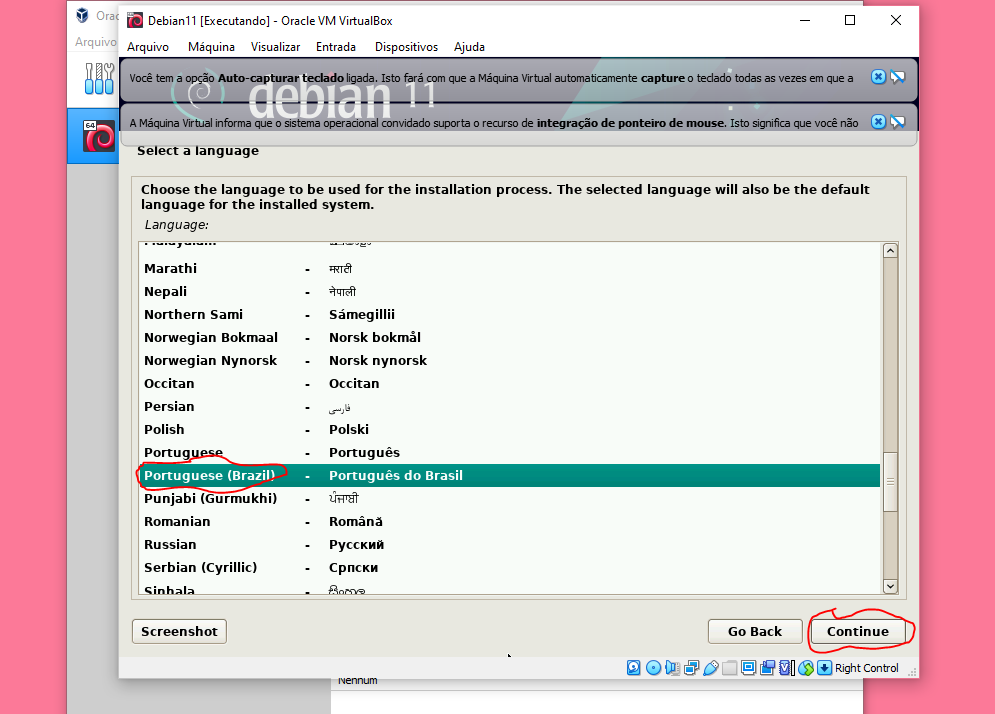 Orac
Debian11 [Executando] - Oracle VM VirtualBox
Arquivo
Arquivo Máquina Visualizar Entrada Dispositivos Ajuda
Você tem a opção Auto-capturar teclado ligada. Isto fará com que a Máquina Virtual automaticamente capture o teclado todas as vezes em que a
debian 11
A Máquina Virtual informa que o sistema operacional convidado suporta o recurso de integração de ponteiro de mouse. Isto significa que você não
64
Select a language
Choose the language to be used for the installation process. The selected language will also be the default
language for the installed system.
Language:
Malayalam
Marathi - मराठी
Nepali - नेपाली
Northern Sami - Sámegillii
Norwegian Bokmaal - Norsk bokmål
Norwegian Nynorsk - Norsk nynorsk
Occitan - Occitan
Persian - فارسی
Polish - Polski
Portuguese - Português
Portuguese (Brazil) - Português do Brasil
Punjabi (Gurmukhi) - ਪੰਜਾਬੀ
Romanian - Română
Russian - Русский
Serbian (Cyrillic) - Српски
Sinhala - සිංහල
Screenshot Go Back Continue
Right Control
Nenhum